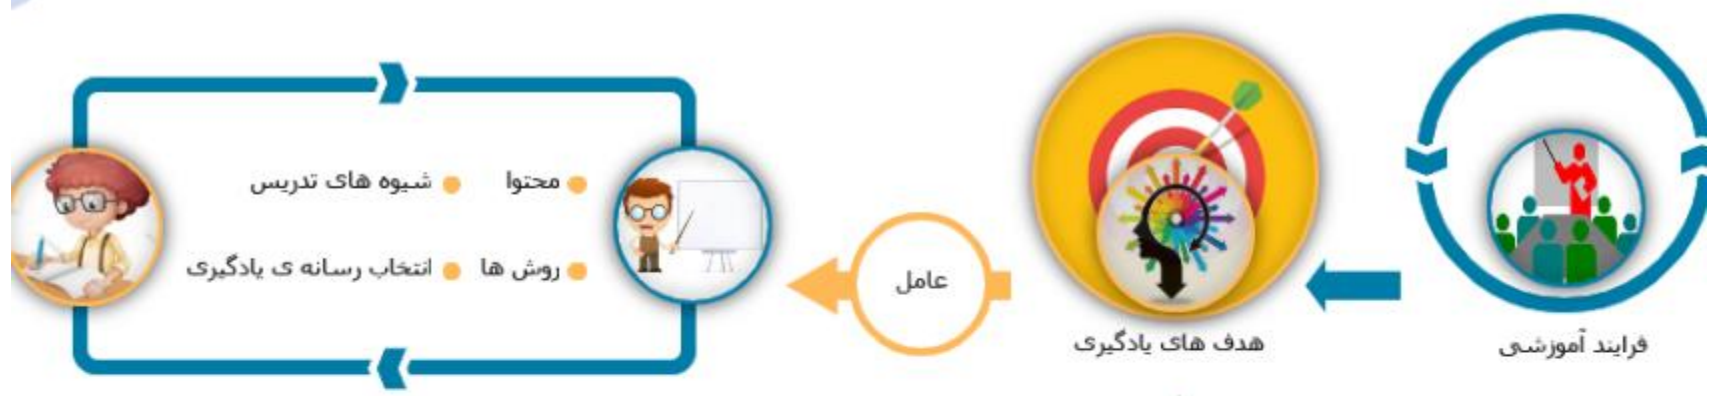 فرایند آموزشی
هدف های یادگیری
عامل
محتوا
شیوه های تدریس
روش ها
انتخاب رسانه ی یادگیری